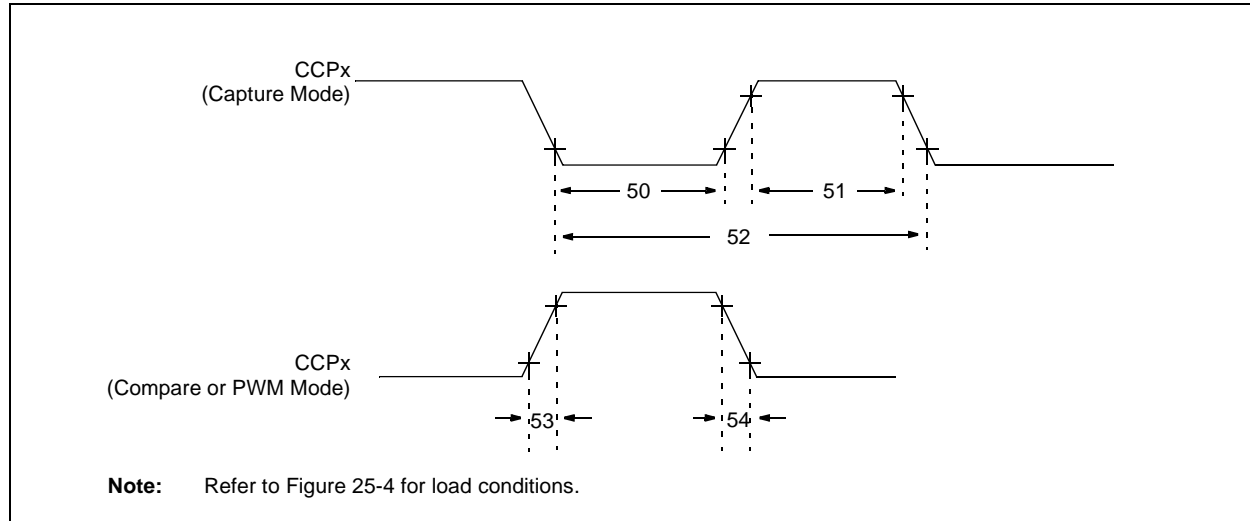 CCPx
(Capture Mode)
50
51
52
CCPx
(Compare or PWM Mode)
53
54
Note: Refer to Figure 25-4 for load conditions.